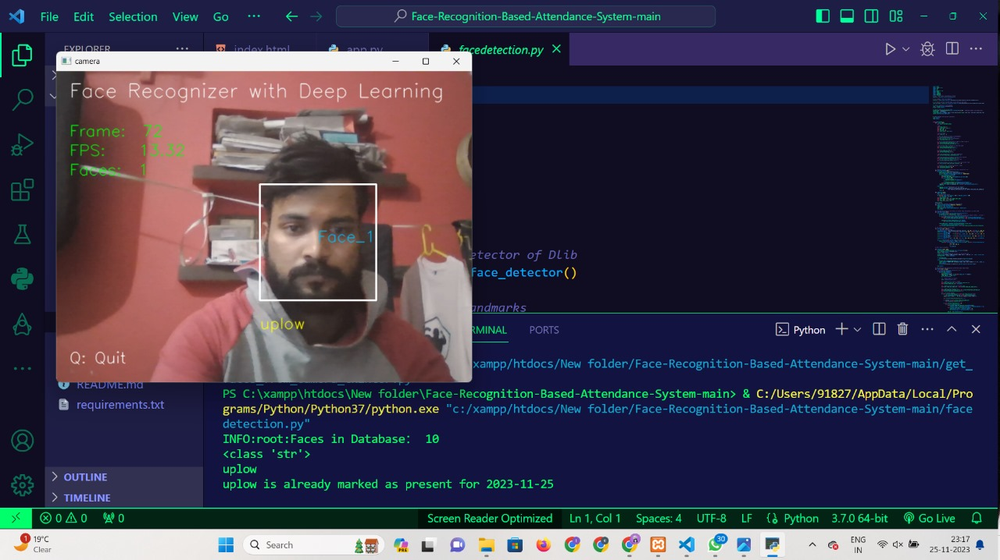 File Edit Selection View Go ··· Face-Recognition-Based-Attendance-System-main
EXPLORER ··· index.html app.py facedetection.py
camera
Face Recognizer with Deep Learning
Frame: 72
FPS: 13.32
Faces: 1
Face_1
uplow
Q: Quit
etector of Dlib
face_detector()
andmarks
RMINAL PORTS Python
README.md
requirements.txt
OUTLINE
TIMELINE
xampp/htdocs/New folder/Face-Recognition-Based-Attendance-System-main/get_
PS C:\xampp\htdocs\New folder\Face-Recognition-Based-Attendance-System-main> & C:/Users/91827/AppData/Local/Pro
grams/Python/Python37/python.exe "c:/xampp/htdocs/New folder/Face-Recognition-Based-Attendance-System-main/face
detection.py"
INFO:root:Faces in Database: 10
<class 'str'>
uplow
uplow is already marked as present for 2023-11-25
0 0 0 Screen Reader Optimized Ln 1, Col 1 Spaces: 4 UTF-8 LF Python 3.7.0 64-bit Go Live
1 19°C
Clear
Search
30
ENG
IN
23:17
25-11-2023